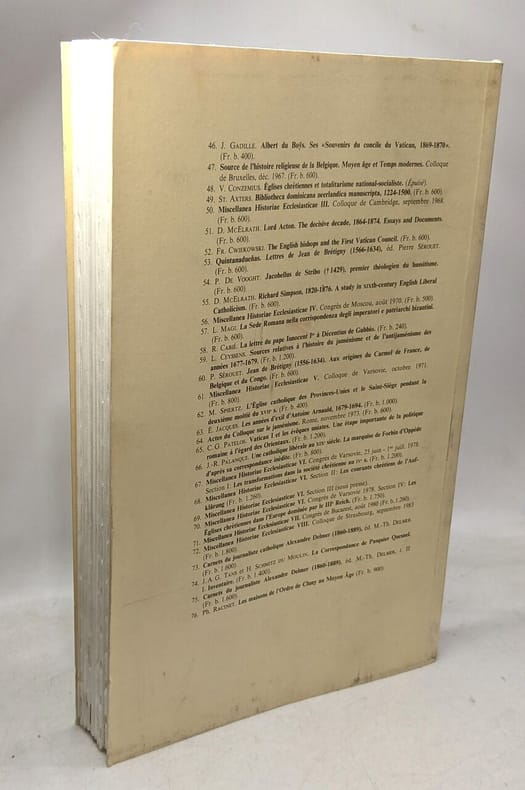 46. J. GADILLE. Albert du Boÿs. Ses «Souvenirs du concile du Vatican, 1869-1870».
(Fr. b. 400).
47. Source de l'histoire religieuse de la Belgique. Moyen âge et Temps modernes. Colloque
de Bruxelles, déc. 1967. (Fr. b. 600).
48. V. CONZEMIUS. Églises chrétiennes et totalitarisme national-socialiste. (Épuisé).
49. ST. AXTERS. Bibliotheca dominicana neerlandica manuscripta, 1224-1500. (Fr. b. 600).
50. Miscellanea Historiae Ecclesiasticae III. Colloque de Cambridge, septembre 1968.
(Fr. b. 600).
51. D. MCELRATH. Lord Acton. The decisive decade, 1864-1874. Essays and Documents.
(Fr. b. 600).
52. FR. CWIEKOWSKI. The English bishops and the First Vatican Council. (Fr. b. 600).
53. Quintanadueñas. Lettres de Jean de Brétigny (1566-1634), éd. Pierre SÉROUET.
(Fr. b. 600).
54. P. DE VOOGHT. Jacobellus de Stribo († 1429), premier théologien du hussitisme.
(Fr. b. 600).
55. D. MCELRATH. Richard Simpson, 1820-1876. A study in XIXth-century English Liberal
Catholicism. (Fr. b. 600).
56. Miscellanea Historiae Ecclesiasticae IV. Congrès de Moscou, août 1970. (Fr. b. 500)
57. L. MAGI. La Sede Romana nella corrispondenza degli imperatori e patriarchi bizantini.
(Fr. b. 600).
58. R. CABIÉ. La lettre du pape Innocent Iᵉʳ à Décentius de Gubbio. (Fr. b. 240).
59. L. CEYSSENS. Sources relatives à l'histoire du jansénisme et de l'antijansénisme des
années 1677-1679. (Fr. b. 1.200).
60. P. SÉROUET. Jean de Brétigny (1556-1634). Aux origines du Carmel de France, de
Belgique et du Congo. (Fr. b. 600).
61. Miscellanea Historiae Ecclesiasticae V. Colloque de Varsovie, octobre 1971.
(Fr. b. 800).
62. M. SPIERTZ. L'Église catholique des Provinces-Unies et le Saint-Siège pendant la
deuxième moitié du XVIIᵉ s. (Fr. b. 400).
63. É. JACQUES. Les années d'exil d'Antoine Arnauld, 1679-1694. (Fr. b. 1.000).
64. Actes du Colloque sur le jansénisme. Rome, novembre 1973. (Fr. b. 600).
65. C.G. PATELOS. Vatican I et les évêques uniates. Une étape importante de la politique
romaine à l'égard des Orientaux. (Fr. b. 1.200).
66. J.-R. PALANQUE. Une catholique libérale au XIXᵉ siècle. La marquise de Forbin d'Oppède
d'après sa correspondance inédite. (Fr. b. 800).
67. Miscellanea Historiae Ecclesiasticae VI. Congrès de Varsovie, 25 juin - 1ᵉʳ juill. 1978.
Section I: Les transformations dans la société chrétienne au IVᵉ s. (Fr. b. 1.200).
68. Miscellanea Historiae Ecclesiasticae VI. Section II: Les courants chrétiens de l'Auf-
klärung (Fr. b. 1.260).
69. Miscellanea Historiae Ecclesiasticae VI. Section III (sous presse).
70. Miscellanea Historiae Ecclesiasticae VI. Congrès de Varsovie 1978. Section IV: Les
Églises chrétiennes dans l'Europe dominée par le IIIᵉ Reich. (Fr. b. 1.750).
71. Miscellanea Historiae Ecclesiasticae VII. Congrès de Bucarest, août 1980 (Fr. b. 1.260).
72. Miscellanea Historiae Ecclesiasticae VIII. Colloque de Strasbourg, septembre 1983
(Fr. b. 1.800).
73. Carnets du journaliste catholique Alexandre Delmer (1860-1889), éd. M.-Th. DELMER.
(Fr. b. 1.600).
74. J.A.G. TANS et H. SCHMITZ DU MOULIN. La Correspondance de Pasquier Quesnel.
I. Inventaire. (Fr. b. 1.400).
75. Carnets du journaliste Alexandre Delmer (1860-1889), éd. M.-Th. DELMER, t. II
(Fr. b. 1.600).
76. Ph. RACINET. Les maisons de l'Ordre de Cluny au Moyen Âge (Fr. b. 900).